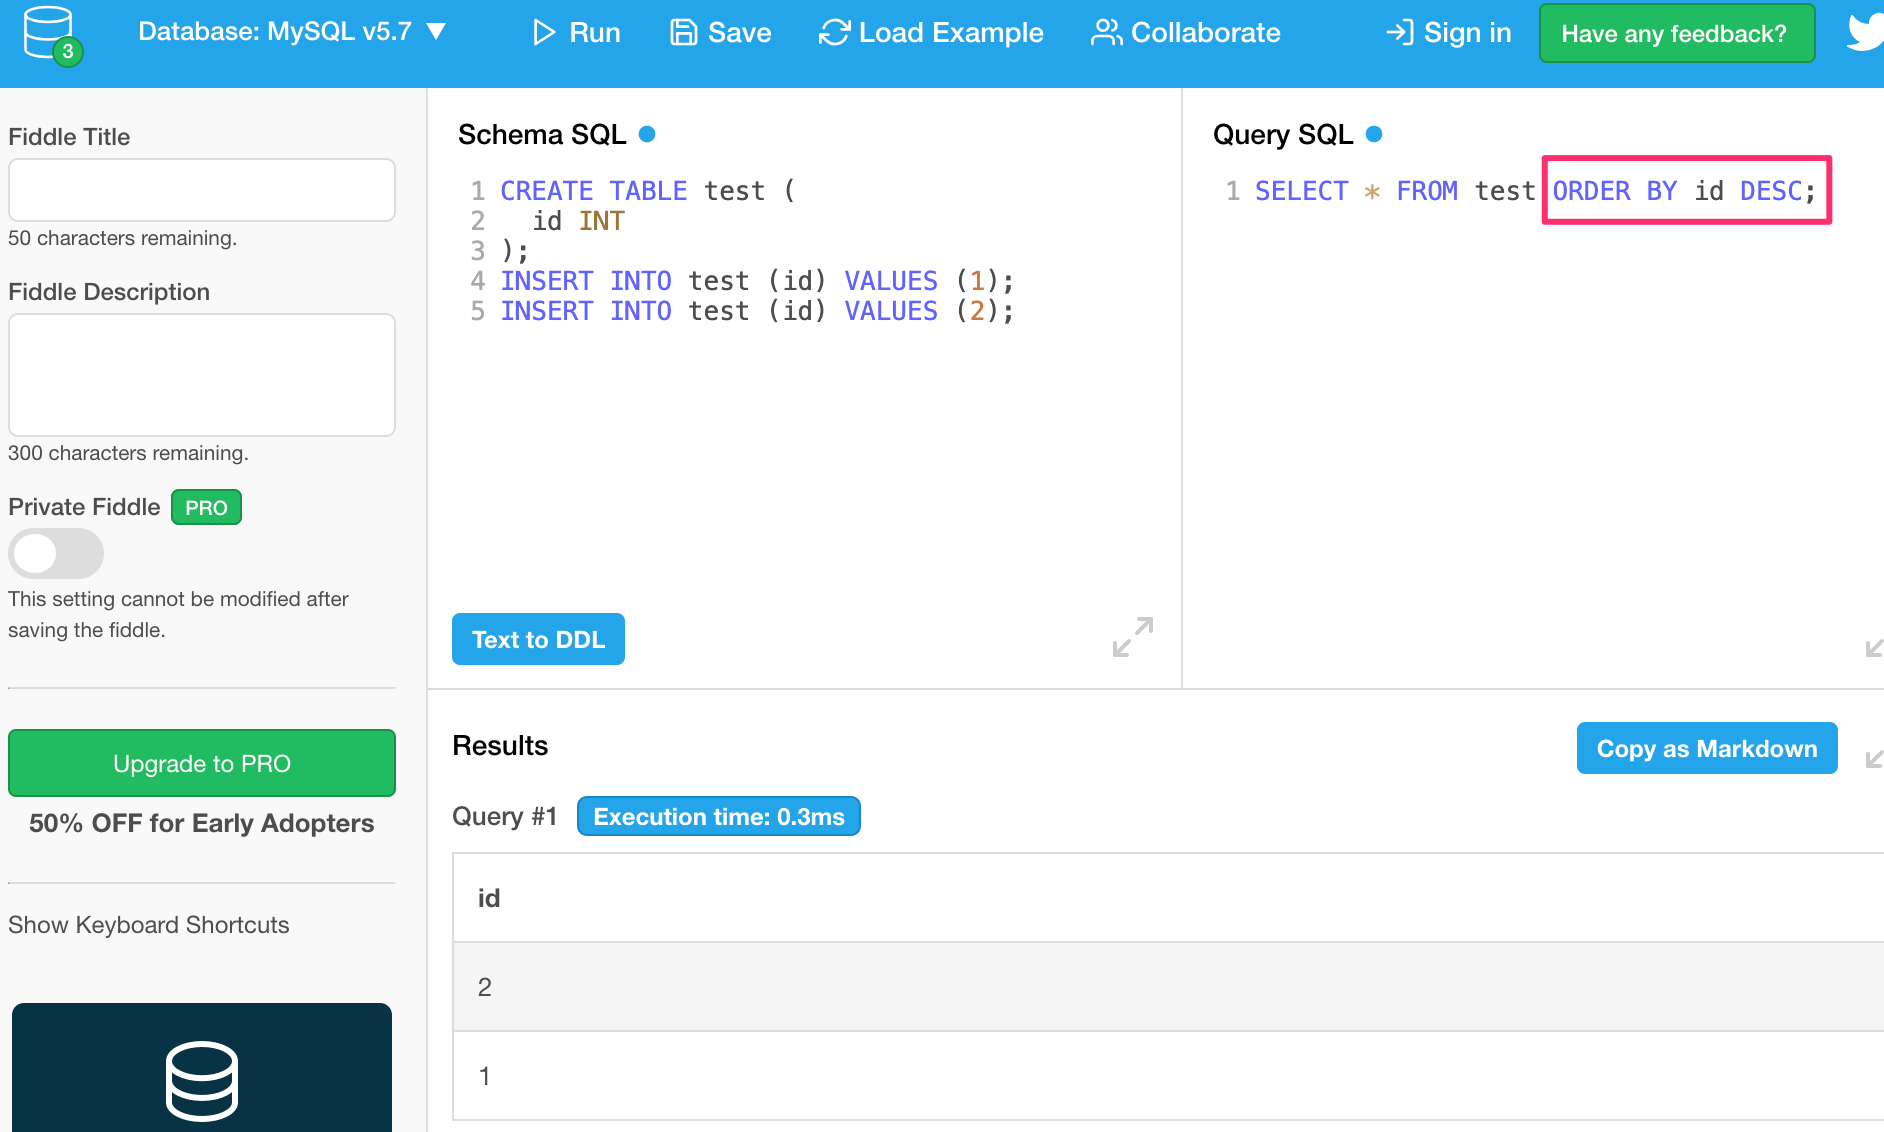 3
Database: MySQL v5.7 ▼
Run
Save
Load Example
Collaborate
Sign in
Have any feedback?
Fiddle Title
50 characters remaining.
Fiddle Description
300 characters remaining.
Private Fiddle PRO
This setting cannot be modified after
saving the fiddle.
Upgrade to PRO
50% OFF for Early Adopters
Show Keyboard Shortcuts
Schema SQL
1 CREATE TABLE test (
2   id INT
3 );
4 INSERT INTO test (id) VALUES (1);
5 INSERT INTO test (id) VALUES (2);
Text to DDL
Query SQL
1 SELECT * FROM test ORDER BY id DESC;
Results
Copy as Markdown
Query #1 Execution time: 0.3ms
id
2
1